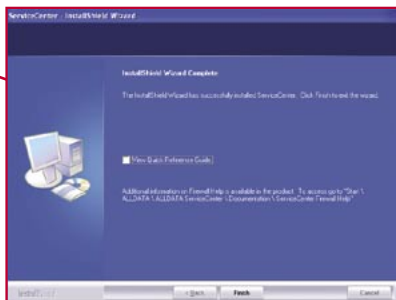 ServiceCenter - InstallShield Wizard
InstallShield Wizard Complete
The InstallShield Wizard has successfully installed ServiceCenter. Click Finish to end the wizard.
View Quick Reference Guide
Additional information on Firewall Help is available in the product. To access go to "Start \
ALLDATA \ ALLDATA ServiceCenter \ Documentation \ ServiceCenter Firewall Help"
InstallShield
< Back Finish Cancel